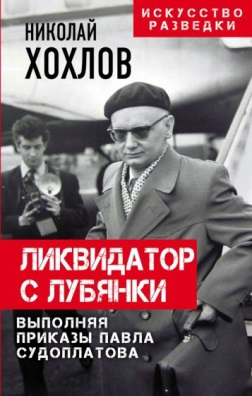 ИСКУССТВО
РАЗВЕДКИ
НИКОЛАЙ
ХОХЛОВ
ЛИКВИДАТОР
С ЛУБЯНКИ
ВЫПОЛНЯЯ
ПРИКАЗЫ ПАВЛА
СУДОПЛАТОВА